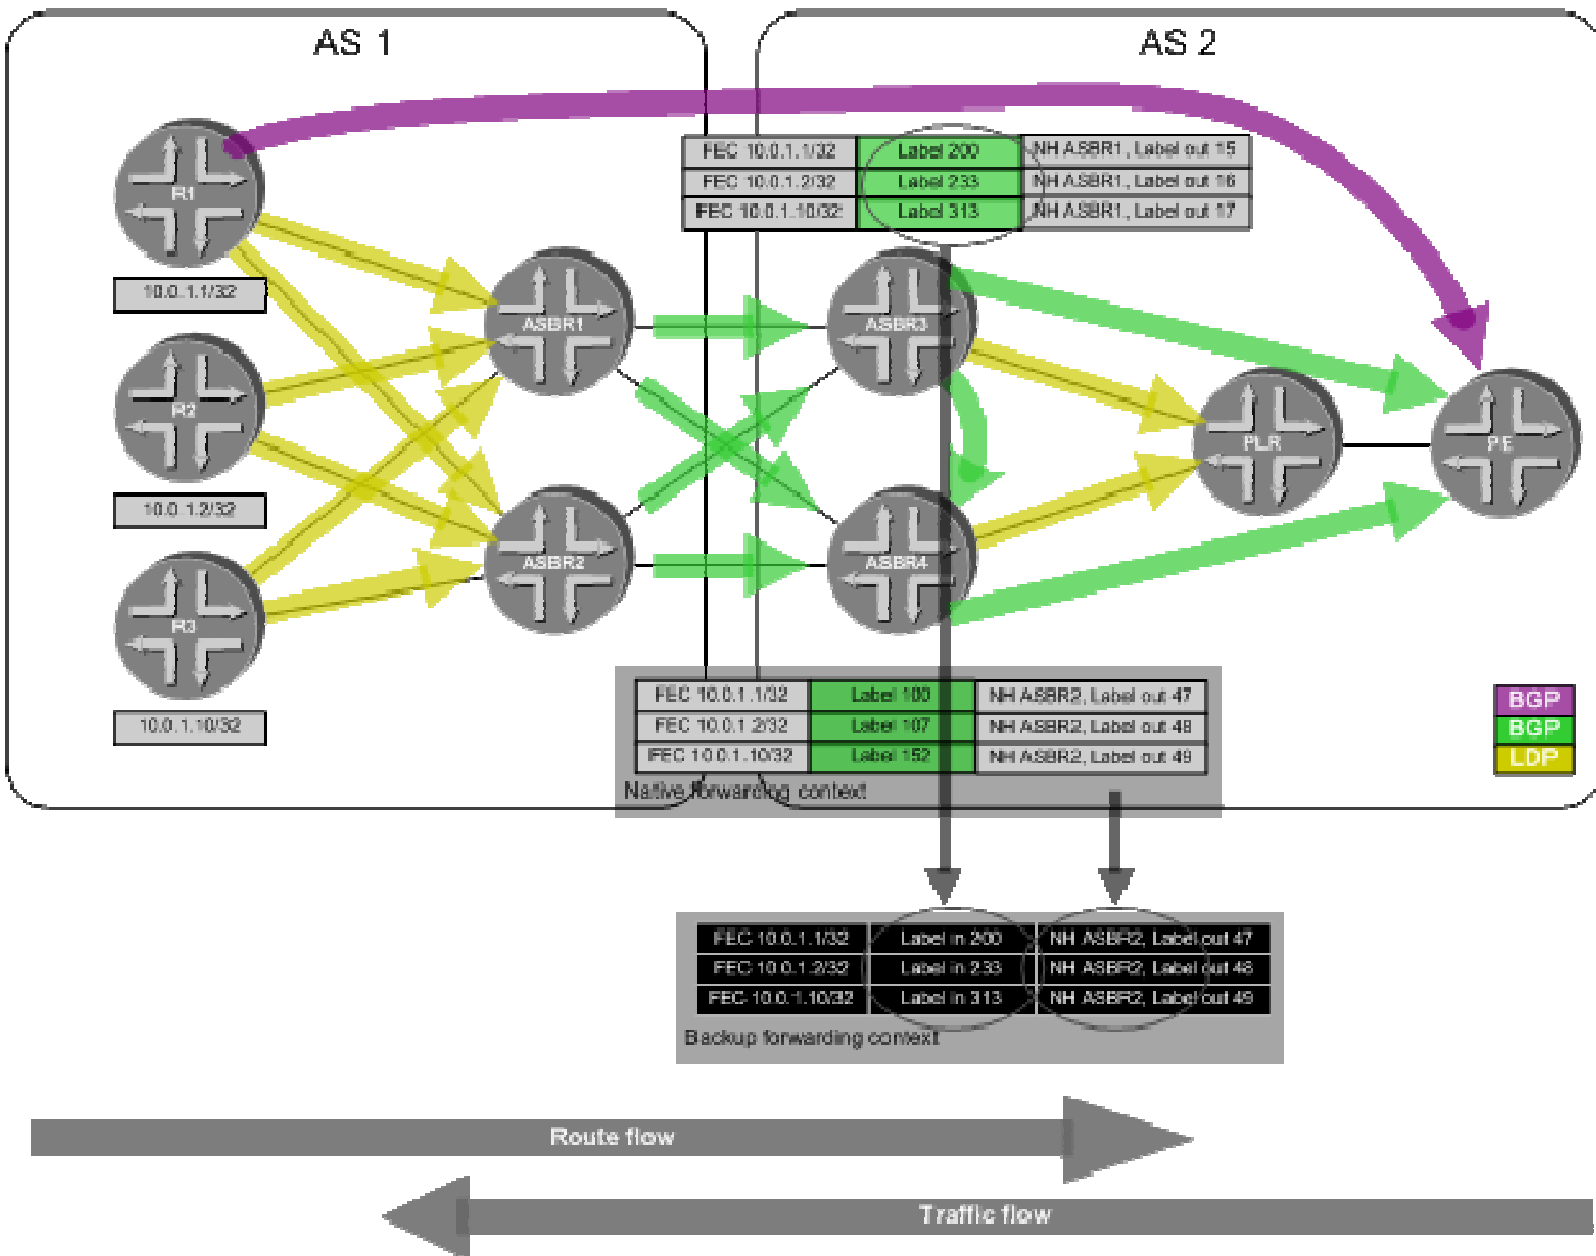 AS 1
AS 2
FEC 10.0.1.1/32 Label 200 NH ASBR1, Label out 15
FEC 10.0.1.2/32 Label 233 NH ASBR1, Label out 16
FEC 10.0.1.10/32 Label 313 NH ASBR1, Label out 17
R1
10.0.1.1/32
ASBR1
ASBR3
R2
PLR
PE
10.0.1.2/32
ASBR2
ASBR4
R3
10.0.1.10/32
FEC 10.0.1.1/32 Label 100 NH ASBR2, Label out 47
FEC 10.0.1.2/32 Label 107 NH ASBR2, Label out 48
FEC 10.0.1.10/32 Label 152 NH ASBR2, Label out 49
Native forwarding context
BGP
BGP
LDP
FEC 10.0.1.1/32 Label in 200 NH ASBR2, Label out 47
FEC 10.0.1.2/32 Label in 233 NH ASBR2, Label out 48
FEC 10.0.1.10/32 Label in 313 NH ASBR2, Label out 49
Backup forwarding context
Route flow
Traffic flow